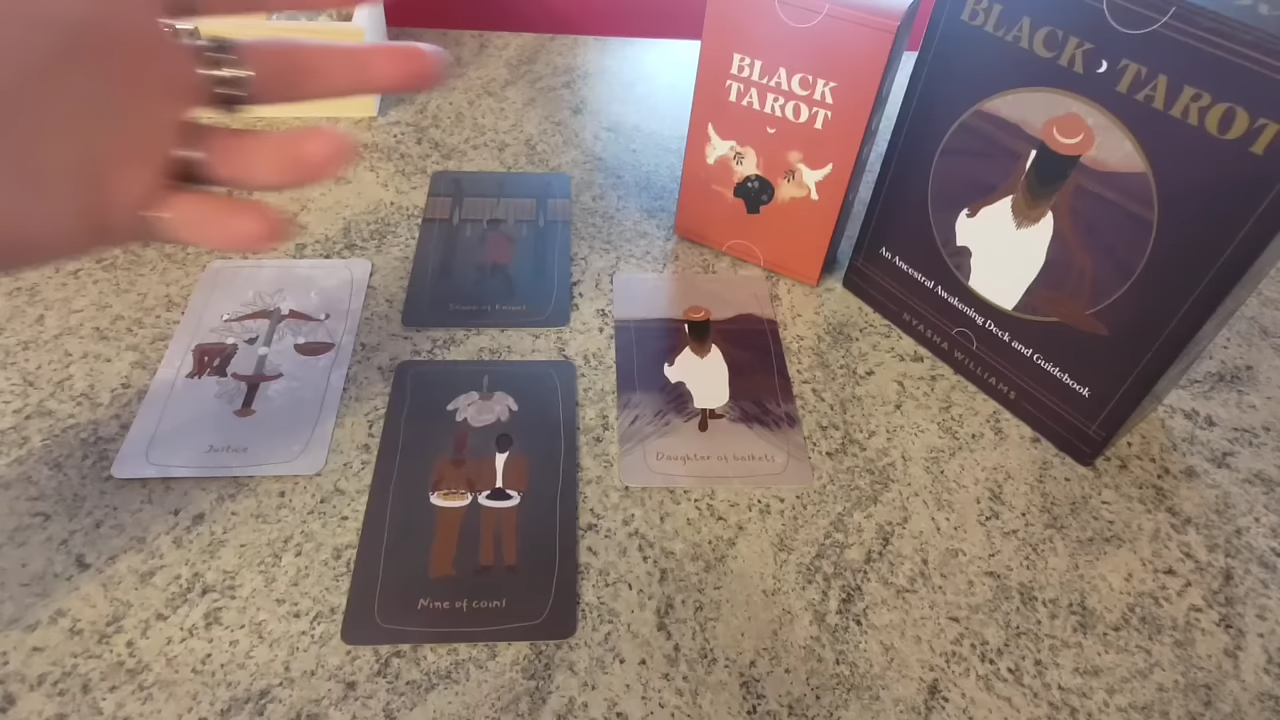 BLACK
TAROT
BLACK TAROT
An Ancestral Awakening Deck and Guidebook
NYASHA WILLIAMS
Justice
Daughter of baskets
Nine of coins